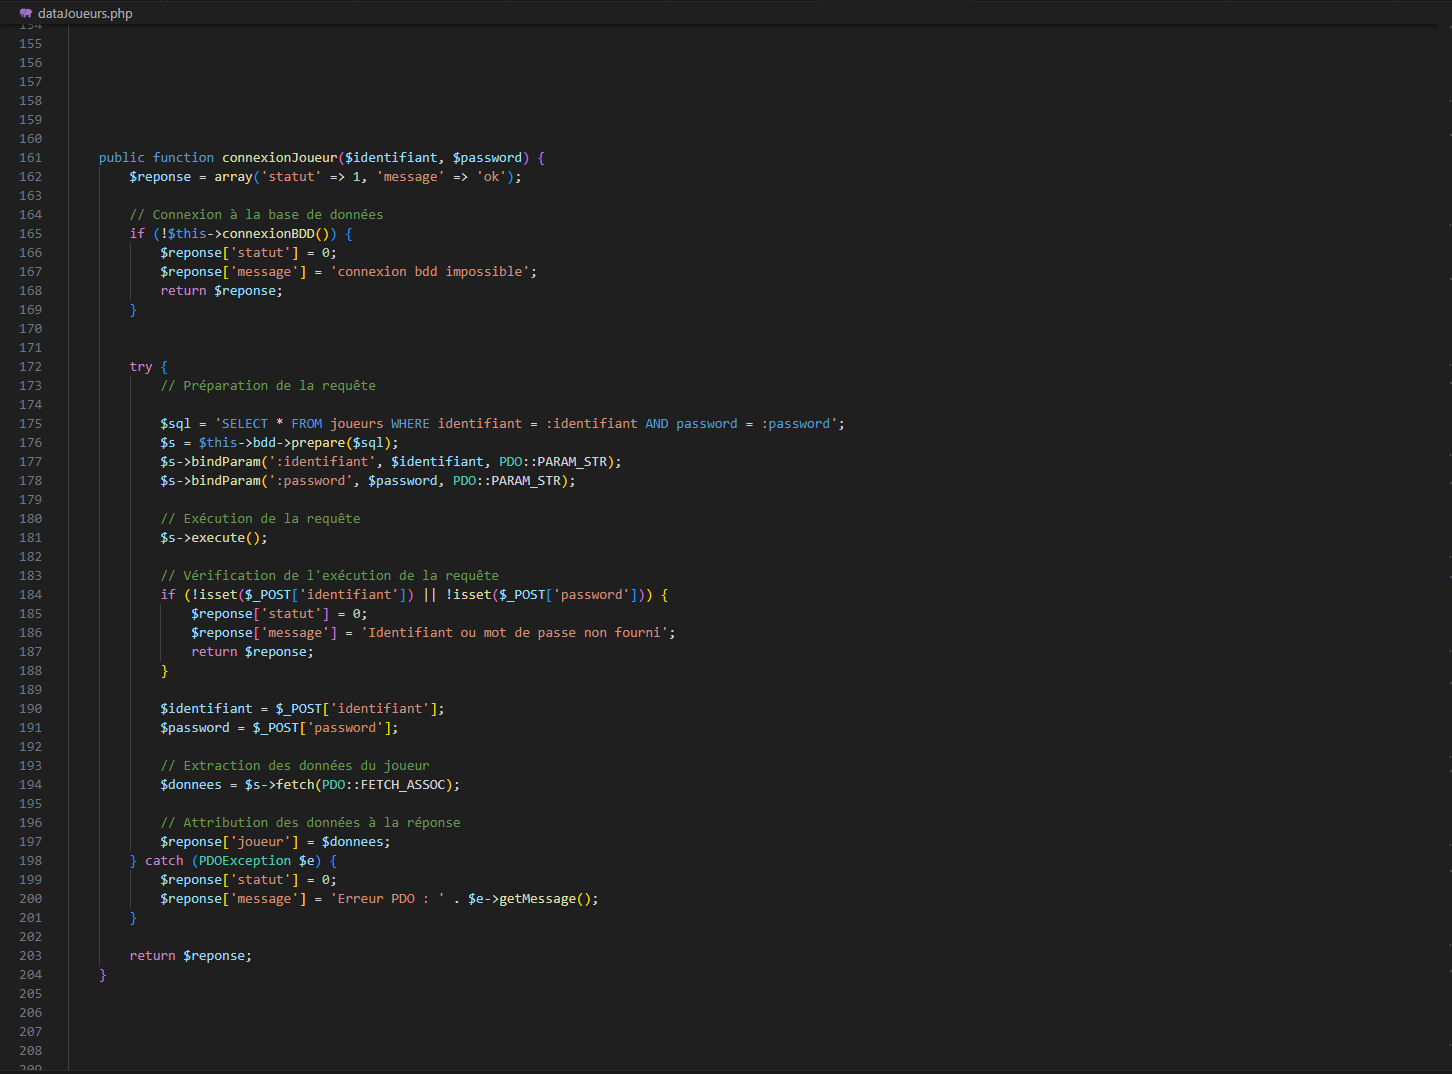 dataJoueurs.php
154
155
156
157
158
159
160
161 public function connexionJoueur($identifiant, $password) {
162 $reponse = array('statut' => 1, 'message' => 'ok');
163
164 // Connexion à la base de données
165 if (!$this->connexionBDD()) {
166 $reponse['statut'] = 0;
167 $reponse['message'] = 'connexion bdd impossible';
168 return $reponse;
169 }
170
171
172 try {
173 // Préparation de la requête
174
175 $sql = 'SELECT * FROM joueurs WHERE identifiant = :identifiant AND password = :password';
176 $s = $this->bdd->prepare($sql);
177 $s->bindParam(':identifiant', $identifiant, PDO::PARAM_STR);
178 $s->bindParam(':password', $password, PDO::PARAM_STR);
179
180 // Exécution de la requête
181 $s->execute();
182
183 // Vérification de l'exécution de la requête
184 if (!isset($_POST['identifiant']) || !isset($_POST['password'])) {
185 $reponse['statut'] = 0;
186 $reponse['message'] = 'Identifiant ou mot de passe non fourni';
187 return $reponse;
188 }
189
190 $identifiant = $_POST['identifiant'];
191 $password = $_POST['password'];
192
193 // Extraction des données du joueur
194 $donnees = $s->fetch(PDO::FETCH_ASSOC);
195
196 // Attribution des données à la réponse
197 $reponse['joueur'] = $donnees;
198 } catch (PDOException $e) {
199 $reponse['statut'] = 0;
200 $reponse['message'] = 'Erreur PDO : ' . $e->getMessage();
201 }
202
203 return $reponse;
204 }
205
206
207
208
209